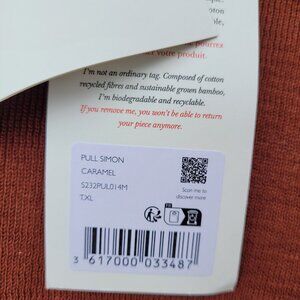 pourrez
votre produit.
I'm not an ordinary tag. Composed of cotton
recycled fibres and sustainable grown bamboo,
I'm biodegradable and recyclable.
If you remove me, you won't be able to return
your piece anymore.
PULL SIMON
CARAMEL
S232PUL014M
T.XL
Scan me to
discover more
3 617000 033487